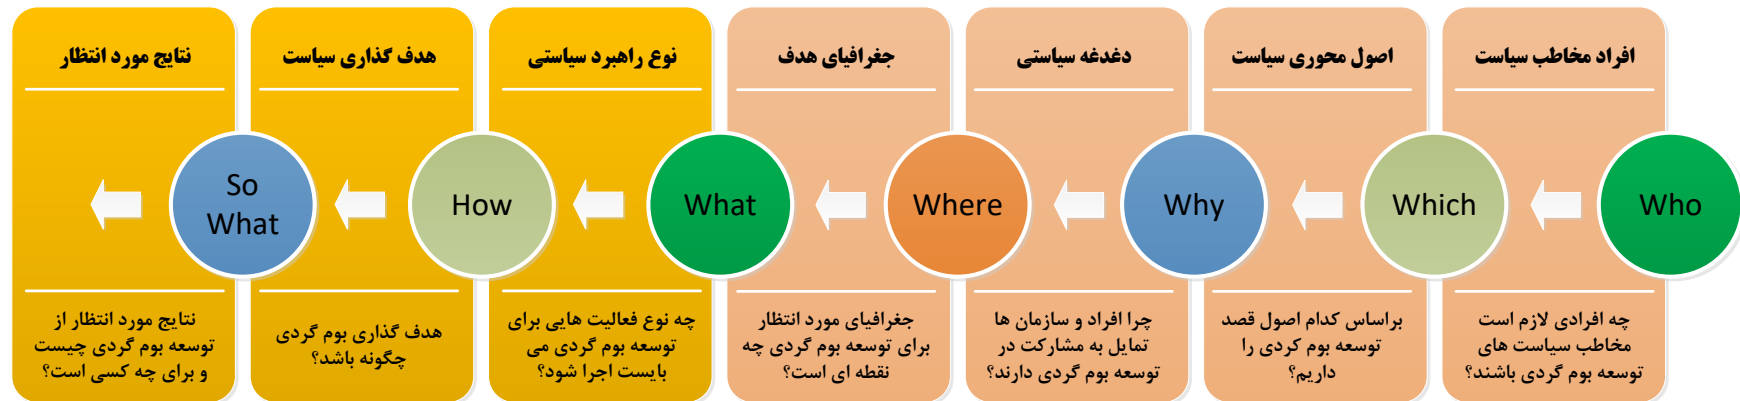 افراد مخاطب سیاست
Who
چه افرادی لازم است
مخاطب سیاست های
توسعه بوم گردی باشند؟
اصول محوری سیاست
Which
براساس کدام اصول قصد
توسعه بوم کردی را
داریم؟
دغدغه سیاستی
Why
چرا افراد و سازمان ها
تمایل به مشارکت در
توسعه بوم گردی دارند؟
جغرافیای هدف
Where
جغرافیای مورد انتظار
برای توسعه بوم گردی چه
نقطه ای است؟
نوع راهبرد سیاستی
What
چه نوع فعالیت هایی برای
توسعه بوم گردی می
بایست اجرا شود؟
هدف گذاری سیاست
How
هدف گذاری بوم گردی
چگونه باشد؟
نتایج مورد انتظار
So
What
نتایج مورد انتظار از
توسعه بوم گردی چیست
و برای چه کسی است؟